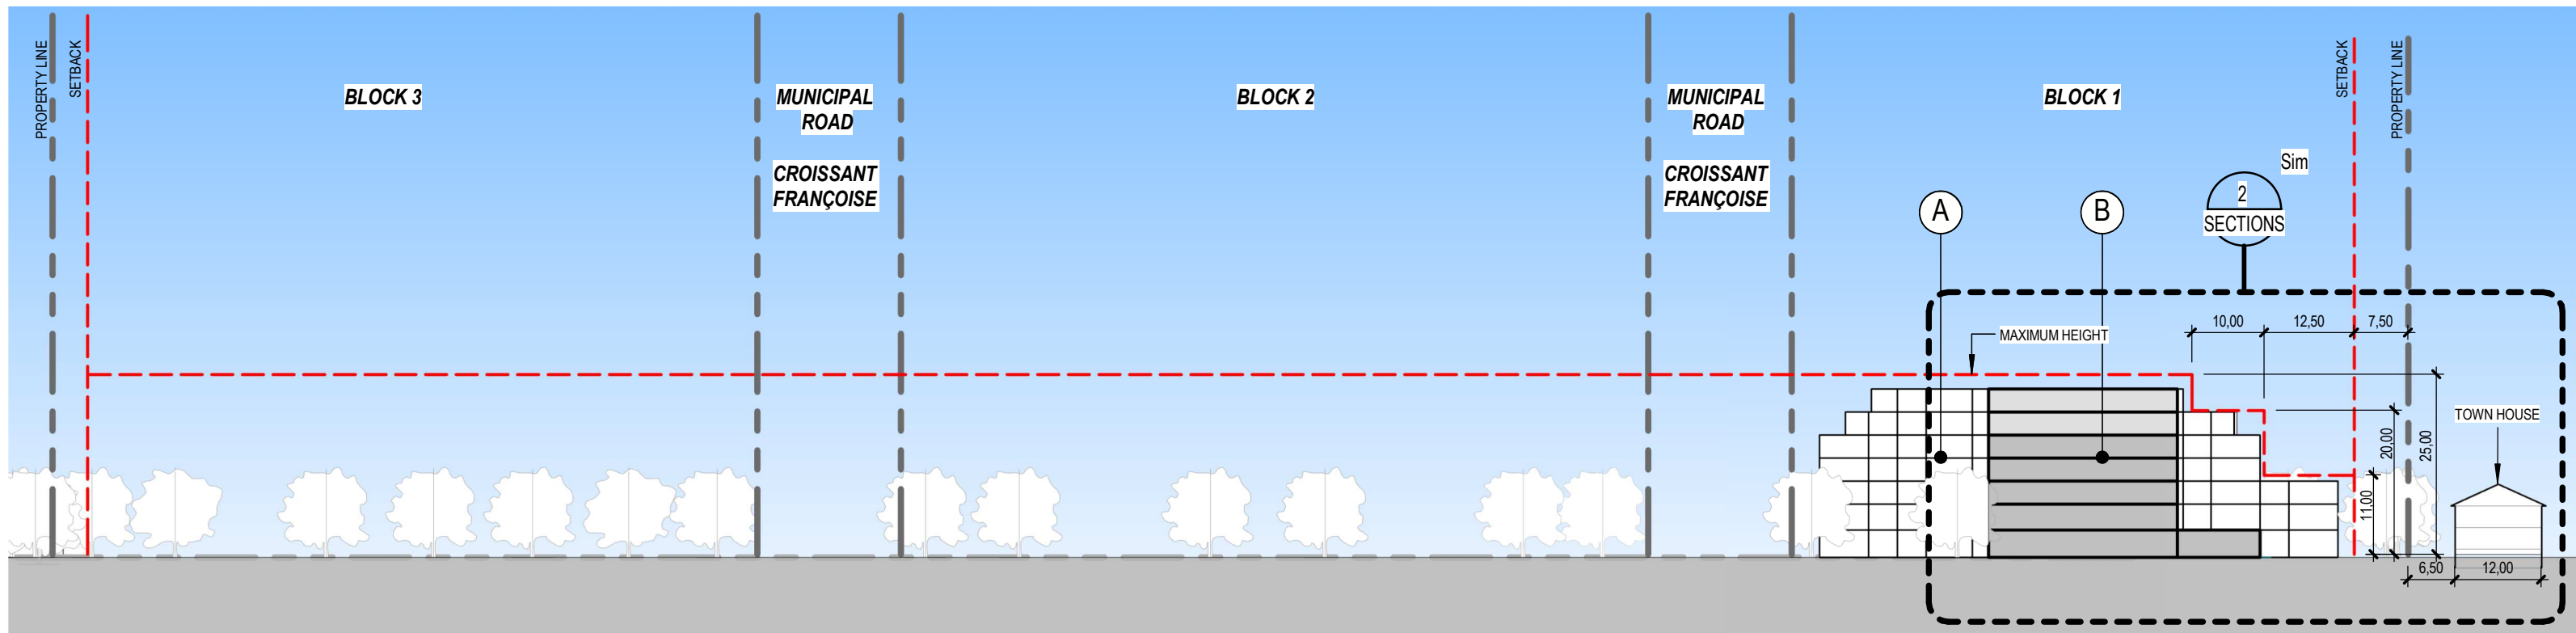 PROPERTY LINE
SETBACK
BLOCK 3
MUNICIPAL
ROAD
CROISSANT
FRANÇOISE
BLOCK 2
MUNICIPAL
ROAD
CROISSANT
FRANÇOISE
BLOCK 1
SETBACK
PROPERTY LINE
Sim
2
SECTIONS
A
B
MAXIMUM HEIGHT
10,00
12,50
7,50
TOWN HOUSE
11,00
20,00
25,00
6,50
12,00